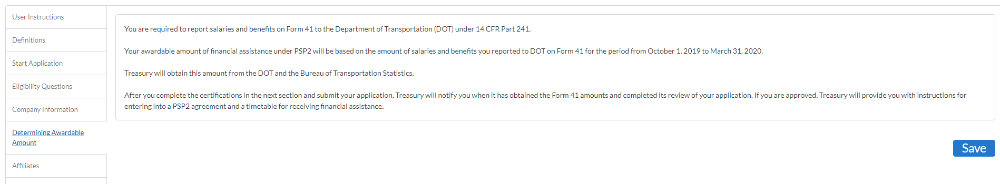 User Instructions
Definitions
Start Application
Eligibility Questions
Company Information
Determining Awardable
Amount
Affiliates
You are required to report salaries and benefits on Form 41 to the Department of Transportation (DOT) under 14 CFR Part 241.
Your awardable amount of financial assistance under PSP2 will be based on the amount of salaries and benefits you reported to DOT on Form 41 for the period from October 1, 2019 to March 31, 2020.
Treasury will obtain this amount from the DOT and the Bureau of Transportation Statistics.
After you complete the certifications in the next section and submit your application, Treasury will notify you when it has obtained the Form 41 amounts and completed its review of your application. If you are approved, Treasury will provide you with instructions for
entering into a PSP2 agreement and a timetable for receiving financial assistance.
Save